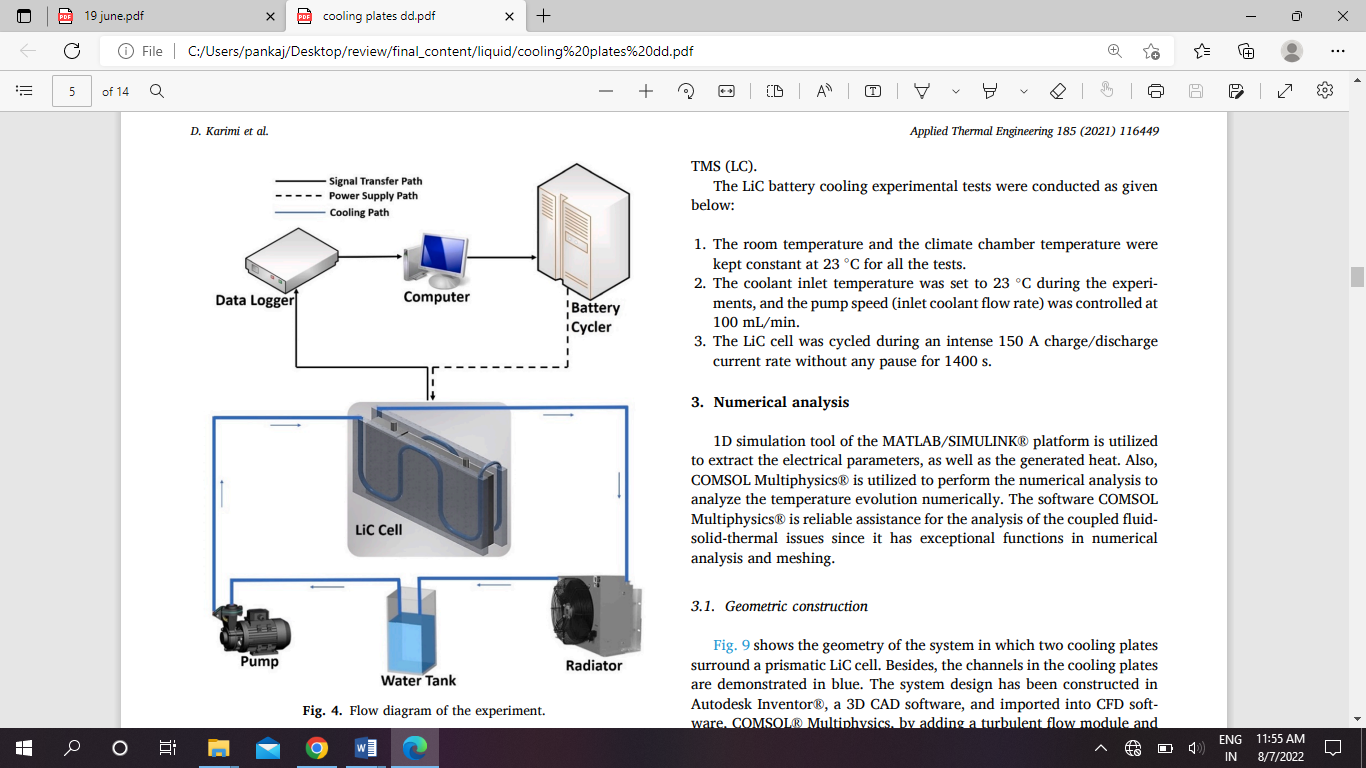 19 june.pdf
cooling plates dd.pdf
File
C:/Users/pankaj/Desktop/review/final_content/liquid/cooling%20plates%20dd.pdf
5 of 14
D. Karimi et al.
Applied Thermal Engineering 185 (2021) 116449
Signal Transfer Path
Power Supply Path
Cooling Path
Data Logger
Computer
Battery
Cycler
LiC Cell
Pump
Water Tank
Radiator
Fig. 4. Flow diagram of the experiment.
TMS (LC).
The LiC battery cooling experimental tests were conducted as given
below:
1. The room temperature and the climate chamber temperature were
kept constant at 23 °C for all the tests.
2. The coolant inlet temperature was set to 23 °C during the experi-
ments, and the pump speed (inlet coolant flow rate) was controlled at
100 mL/min.
3. The LiC cell was cycled during an intense 150 A charge/discharge
current rate without any pause for 1400 s.
3. Numerical analysis
1D simulation tool of the MATLAB/SIMULINK® platform is utilized
to extract the electrical parameters, as well as the generated heat. Also,
COMSOL Multiphysics® is utilized to perform the numerical analysis to
analyze the temperature evolution numerically. The software COMSOL
Multiphysics® is reliable assistance for the analysis of the coupled fluid-
solid-thermal issues since it has exceptional functions in numerical
analysis and meshing.
3.1. Geometric construction
Fig. 9 shows the geometry of the system in which two cooling plates
surround a prismatic LiC cell. Besides, the channels in the cooling plates
are demonstrated in blue. The system design has been constructed in
Autodesk Inventor®, a 3D CAD software, and imported into CFD soft-
ware, COMSOL® Multiphysics, by adding a turbulent flow module and
ENG
IN
11:55 AM
8/7/2022